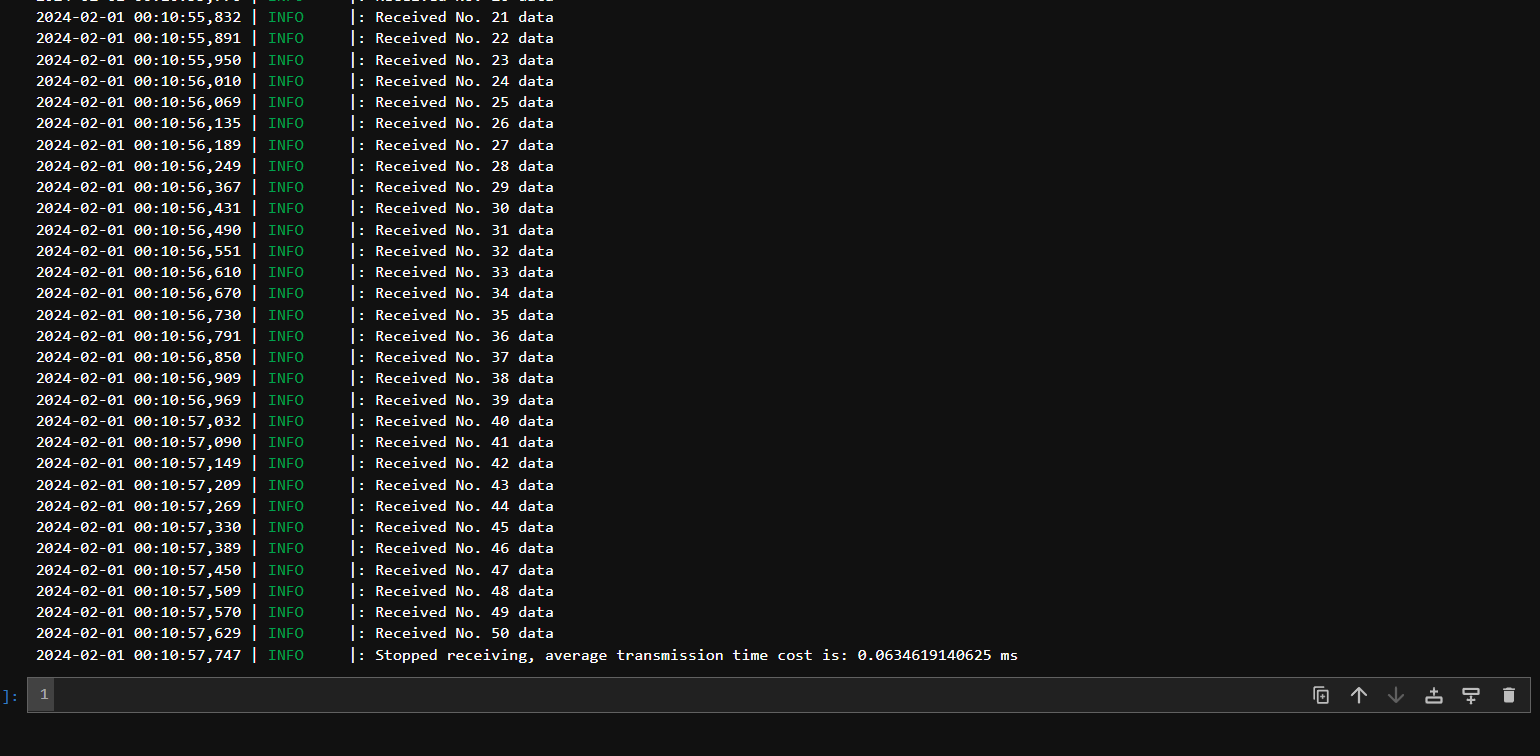 2024-02-01 00:10:55,832 | INFO     |: Received No. 21 data
2024-02-01 00:10:55,891 | INFO     |: Received No. 22 data
2024-02-01 00:10:55,950 | INFO     |: Received No. 23 data
2024-02-01 00:10:56,010 | INFO     |: Received No. 24 data
2024-02-01 00:10:56,069 | INFO     |: Received No. 25 data
2024-02-01 00:10:56,135 | INFO     |: Received No. 26 data
2024-02-01 00:10:56,189 | INFO     |: Received No. 27 data
2024-02-01 00:10:56,249 | INFO     |: Received No. 28 data
2024-02-01 00:10:56,367 | INFO     |: Received No. 29 data
2024-02-01 00:10:56,431 | INFO     |: Received No. 30 data
2024-02-01 00:10:56,490 | INFO     |: Received No. 31 data
2024-02-01 00:10:56,551 | INFO     |: Received No. 32 data
2024-02-01 00:10:56,610 | INFO     |: Received No. 33 data
2024-02-01 00:10:56,670 | INFO     |: Received No. 34 data
2024-02-01 00:10:56,730 | INFO     |: Received No. 35 data
2024-02-01 00:10:56,791 | INFO     |: Received No. 36 data
2024-02-01 00:10:56,850 | INFO     |: Received No. 37 data
2024-02-01 00:10:56,909 | INFO     |: Received No. 38 data
2024-02-01 00:10:56,969 | INFO     |: Received No. 39 data
2024-02-01 00:10:57,032 | INFO     |: Received No. 40 data
2024-02-01 00:10:57,090 | INFO     |: Received No. 41 data
2024-02-01 00:10:57,149 | INFO     |: Received No. 42 data
2024-02-01 00:10:57,209 | INFO     |: Received No. 43 data
2024-02-01 00:10:57,269 | INFO     |: Received No. 44 data
2024-02-01 00:10:57,330 | INFO     |: Received No. 45 data
2024-02-01 00:10:57,389 | INFO     |: Received No. 46 data
2024-02-01 00:10:57,450 | INFO     |: Received No. 47 data
2024-02-01 00:10:57,509 | INFO     |: Received No. 48 data
2024-02-01 00:10:57,570 | INFO     |: Received No. 49 data
2024-02-01 00:10:57,629 | INFO     |: Received No. 50 data
2024-02-01 00:10:57,747 | INFO     |: Stopped receiving, average transmission time cost is: 0.0634619140625 ms
]: 1